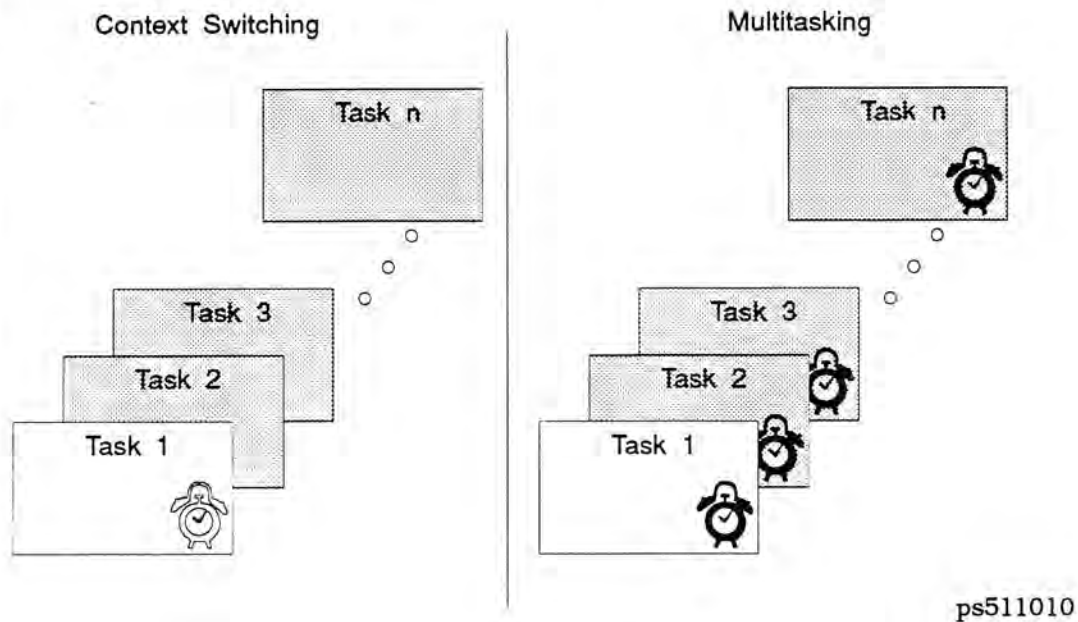 Context Switching
Task n
Task 3
Task 2
Task 1
Multitasking
Task n
Task 3
Task 2
Task 1
ps511010